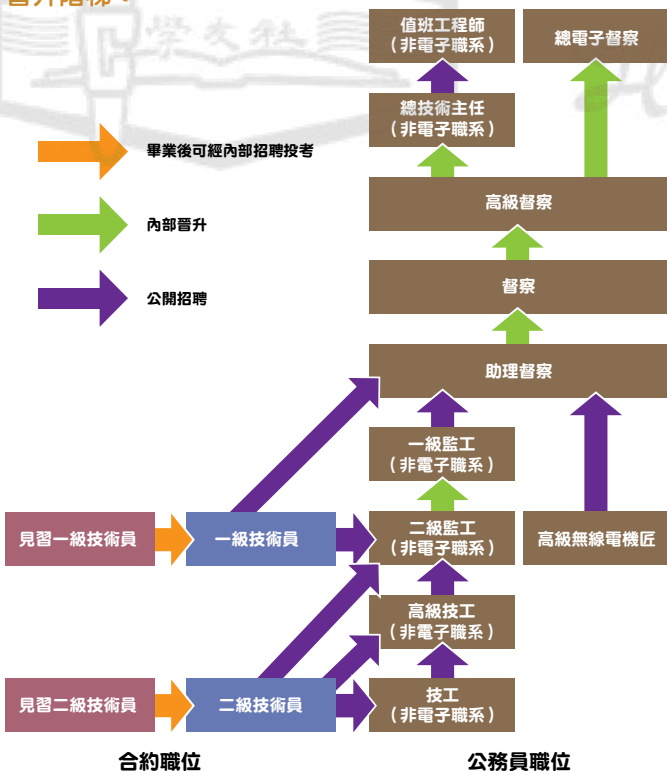 晉升階梯：
學友社
值班工程師
（非電子職系）
總電子督察
總技術主任
（非電子職系）
畢業後可經內部招聘投考
高級督察
內部晉升
督察
公開招聘
助理督察
一級監工
（非電子職系）
見習一級技術員
一級技術員
二級監工
（非電子職系）
高級無線電機匠
高級技工
（非電子職系）
見習二級技術員
二級技術員
技工
（非電子職系）
合約職位
公務員職位